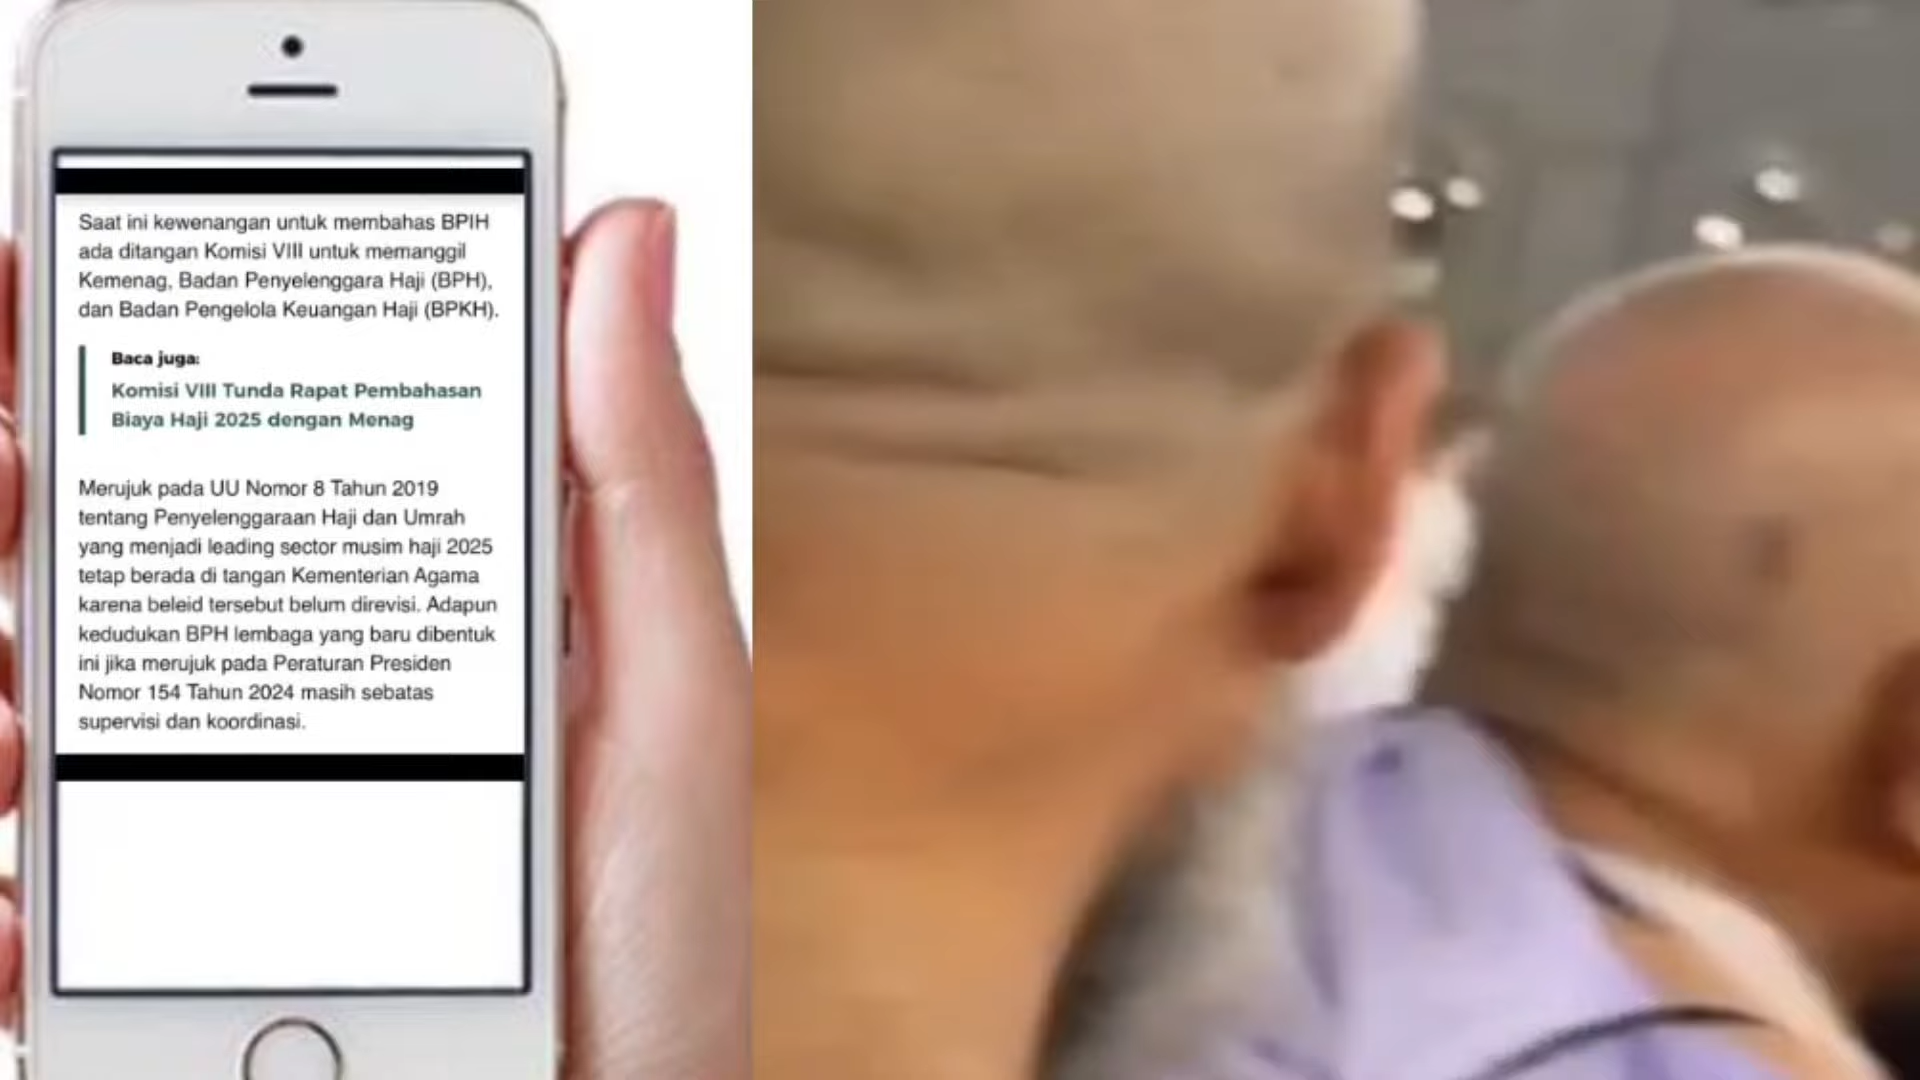 Saat ini kewenangan untuk membahas BPIH
ada ditangan Komisi VIII untuk memanggil
Kemenag, Badan Penyelenggara Haji (BPH),
dan Badan Pengelola Keuangan Haji (BPKH).
Baca juga:
Komisi VIII Tunda Rapat Pembahasan
Biaya Haji 2025 dengan Menag
Merujuk pada UU Nomor 8 Tahun 2019
tentang Penyelenggaraan Haji dan Umrah
yang menjadi leading sector musim haji 2025
tetap berada di tangan Kementerian Agama
karena beleid tersebut belum direvisi. Adapun
kedudukan BPH lembaga yang baru dibentuk
ini jika merujuk pada Peraturan Presiden
Nomor 154 Tahun 2024 masih sebatas
supervisi dan koordinasi.